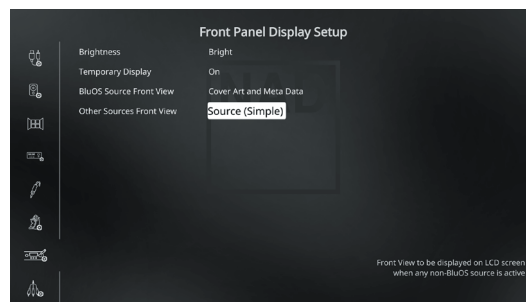 Front Panel Display Setup
Brightness Bright
Temporary Display On
BluOS Source Front View Cover Art and Meta Data
Other Sources Front View Source (Simple)
NAD
Front View to be displayed on LCD screen
when any non-BluOS source is active